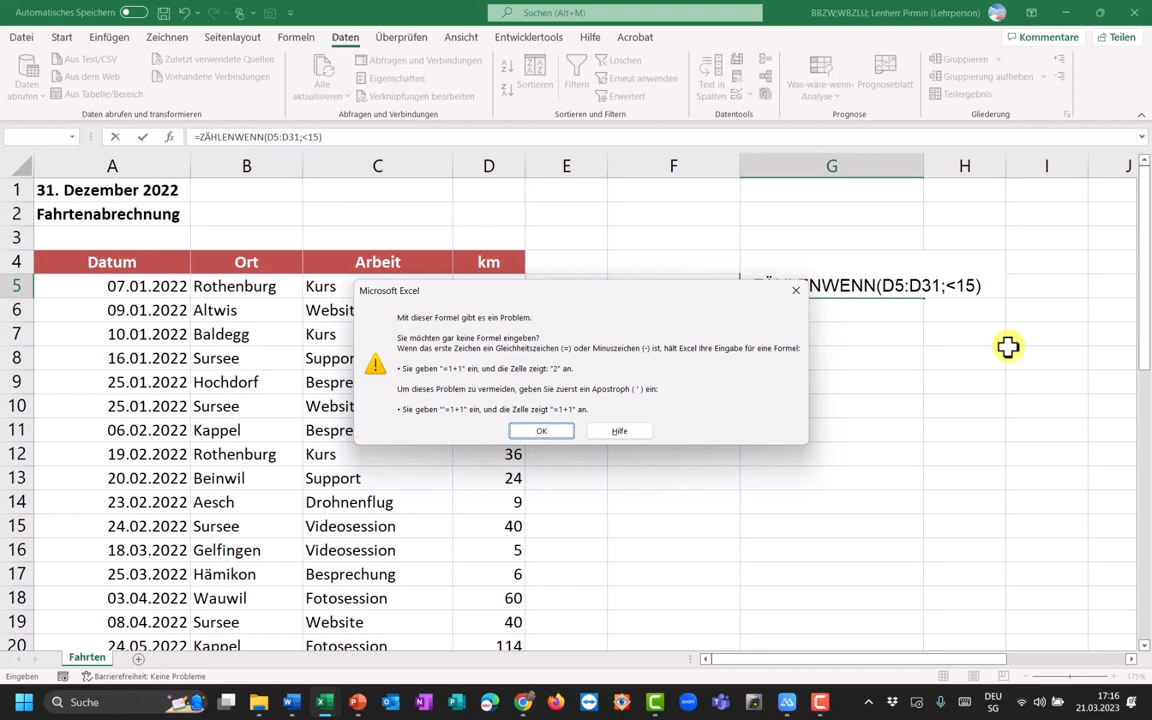 Automatisches Speichern
Suchen (Alt+M)
BBZW;WBZLU; Lenherr Pirmin (Lehrperson)
Datei Start Einfügen Zeichnen Seitenlayout Formeln Daten Überprüfen Ansicht Entwicklertools Hilfe Acrobat Kommentare Teilen
Daten abrufen
Aus Text/CSV
Aus dem Web
Aus Tabelle/Bereich
Zuletzt verwendete Quellen
Vorhandene Verbindungen
Alle aktualisieren
Abfragen und Verbindungen
Eigenschaften
Verknüpfungen bearbeiten
Sortieren
Filtern
Löschen
Erneut anwenden
Erweitert
Text in Spalten
Was-wäre-wenn-Analyse
Prognoseblatt
Gruppieren
Gruppierung aufheben
Teilergebnis
Daten abrufen und transformieren
Abfragen und Verbindungen
Sortieren und Filtern
Datentools
Prognose
Gliederung
=ZÄHLENWENN(D5:D31;<15)
A B C D E F G H I J
1 31. Dezember 2022
2 Fahrtenabrechnung
3
4 Datum Ort Arbeit km
5 07.01.2022 Rothenburg Kurs NWENN(D5:D31;<15)
6 09.01.2022 Altwis Websit
7 10.01.2022 Baldegg Kurs
8 16.01.2022 Sursee Suppor
9 25.01.2022 Hochdorf Bespre
10 25.01.2022 Sursee Websit
11 06.02.2022 Kappel Bespre
12 19.02.2022 Rothenburg Kurs 36
13 20.02.2022 Beinwil Support 24
14 23.02.2022 Aesch Drohnenflug 9
15 24.02.2022 Sursee Videosession 40
16 18.03.2022 Gelfingen Videosession 5
17 25.03.2022 Hämikon Besprechung 6
18 03.04.2022 Wauwil Fotosession 60
19 08.04.2022 Sursee Website 40
20 24.05.2022 Kappel Fotosession 114
Microsoft Excel
Mit dieser Formel gibt es ein Problem.
Sie möchten gar keine Formel eingeben?
Wenn das erste Zeichen ein Gleichheitszeichen (=) oder Minuszeichen (-) ist, hält Excel Ihre Eingabe für eine Formel:
• Sie geben "=1+1" ein, und die Zelle zeigt: "2" an.
Um dieses Problem zu vermeiden, geben Sie zuerst ein Apostroph ( ' ) ein:
• Sie geben "'=1+1" ein, und die Zelle zeigt "=1+1" an.
OK
Hilfe
Fahrten
Eingeben
Barrierefreiheit: Keine Probleme
175%
Suche
DEU
SG
17:16
21.03.2023